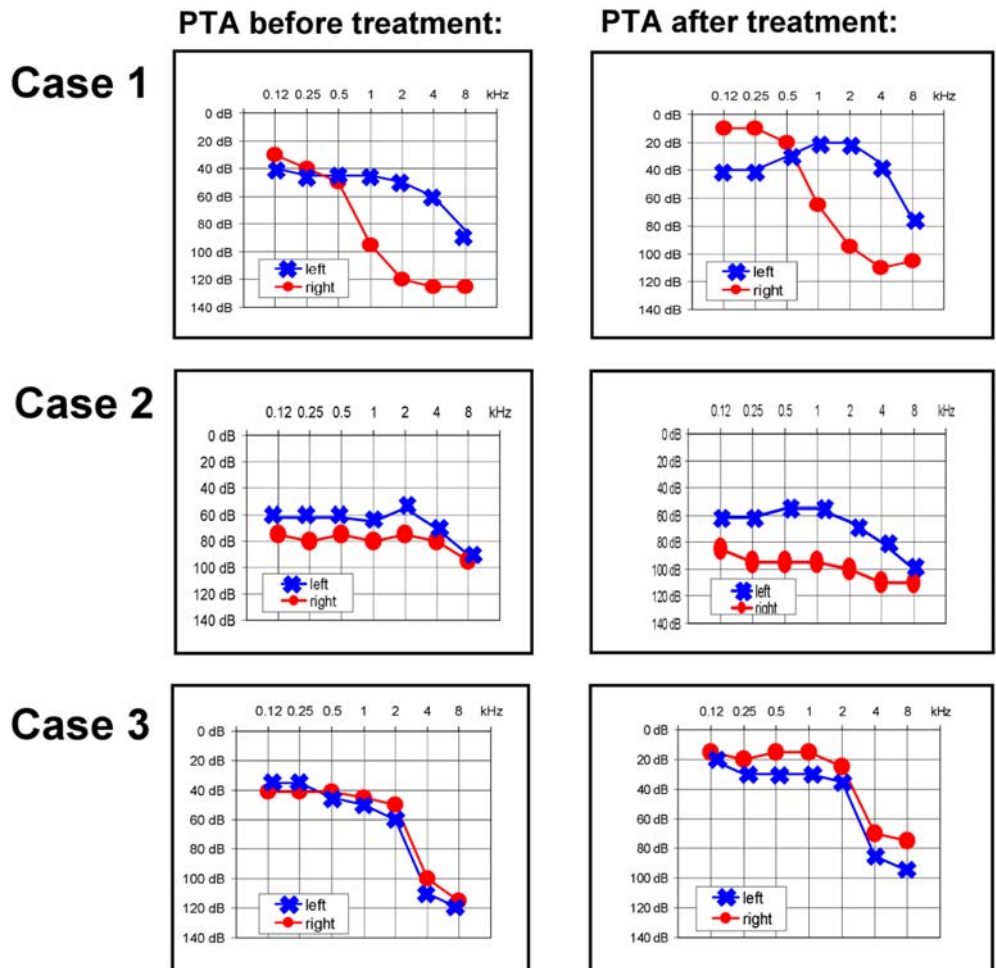 PTA before treatment:
PTA after treatment:
Case 1
0.12 0.25 0.5 1 2 4 8 kHz
0 dB
20 dB
40 dB
60 dB
80 dB
100 dB
120 dB
140 dB
left
right
0.12 0.25 0.5 1 2 4 8 kHz
0 dB
20 dB
40 dB
60 dB
80 dB
100 dB
120 dB
140 dB
left
right
Case 2
0.12 0.25 0.5 1 2 4 8 kHz
0 dB
20 dB
40 dB
60 dB
80 dB
100 dB
120 dB
140 dB
left
right
0.12 0.25 0.5 1 2 4 8 kHz
0 dB
20 dB
40 dB
60 dB
80 dB
100 dB
120 dB
140 dB
left
right
Case 3
0.12 0.25 0.5 1 2 4 8 kHz
0 dB
20 dB
40 dB
60 dB
80 dB
100 dB
120 dB
140 dB
left
right
0.12 0.25 0.5 1 2 4 8 kHz
0 dB
20 dB
40 dB
60 dB
80 dB
100 dB
120 dB
140 dB
left
right